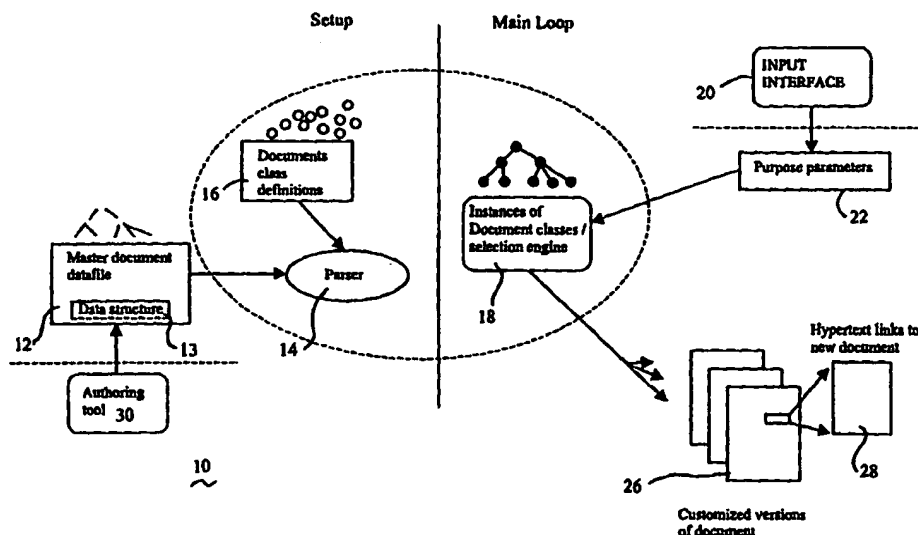 Setup
Main Loop
INPUT
INTERFACE
20
Purpose parameters
22
Documents
class
definitions
16
Instances of
Document classes /
selection engine
18
Master document
datafile
Data structure
12
13
Parser
14
Authoring
tool 30
10
Hypertext links to
new document
26
28
Customized versions
of document